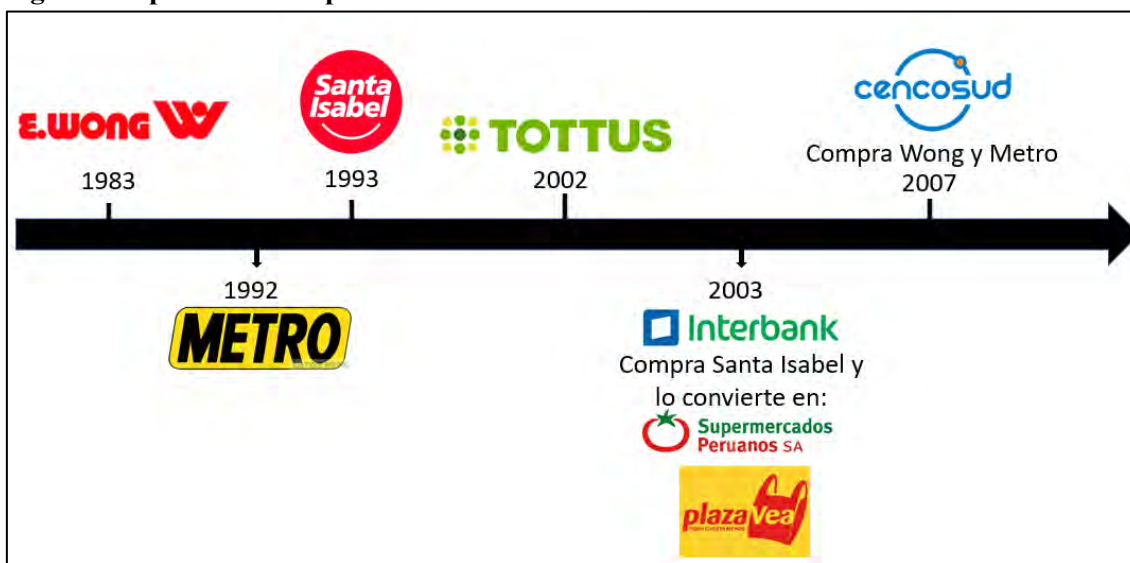 E.WONG W
Santa
Isabel
TOTTUS
cencosud
Compra Wong y Metro
1983
1993
2002
2007
1992
METRO
2003
Interbank
Compra Santa Isabel y
lo convierte en:
Supermercados
Peruanos SA
plaza Vea